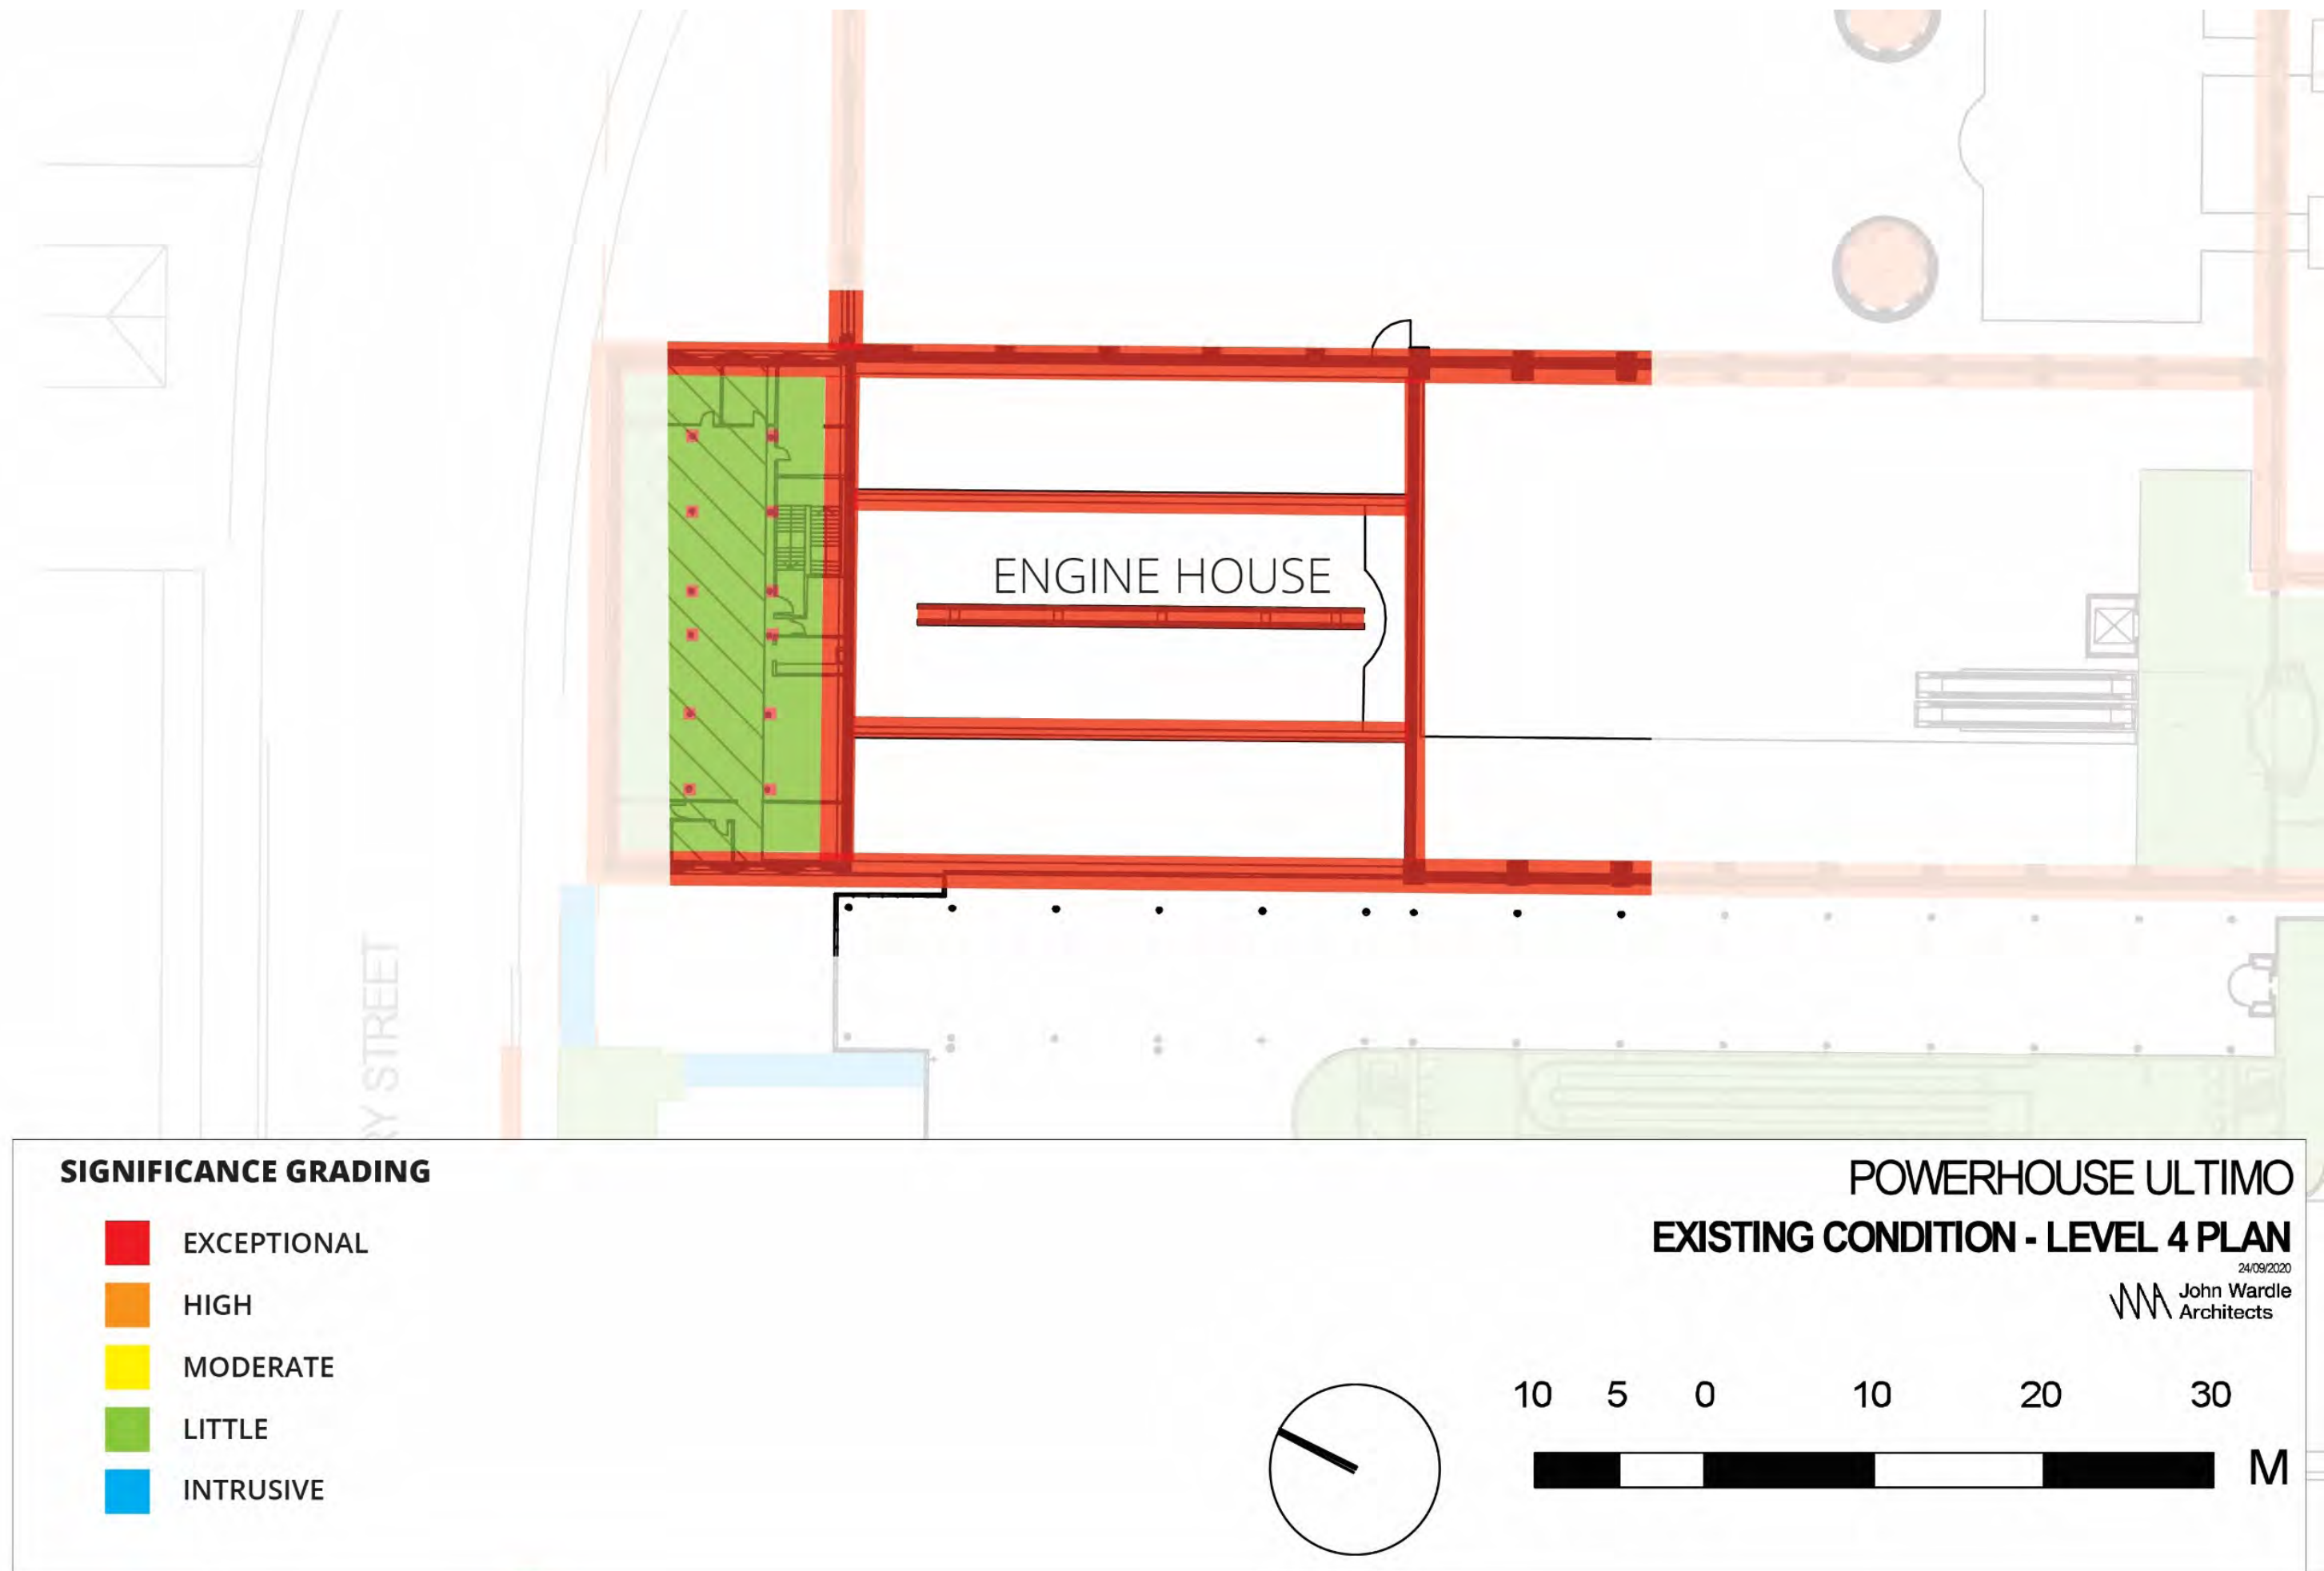 ENGINE HOUSE
RY STREET
SIGNIFICANCE GRADING
EXCEPTIONAL
HIGH
MODERATE
LITTLE
INTRUSIVE
POWERHOUSE ULTIMO
EXISTING CONDITION - LEVEL 4 PLAN
24/09/2020
John Wardle
Architects
10 5 0 10 20 30
M